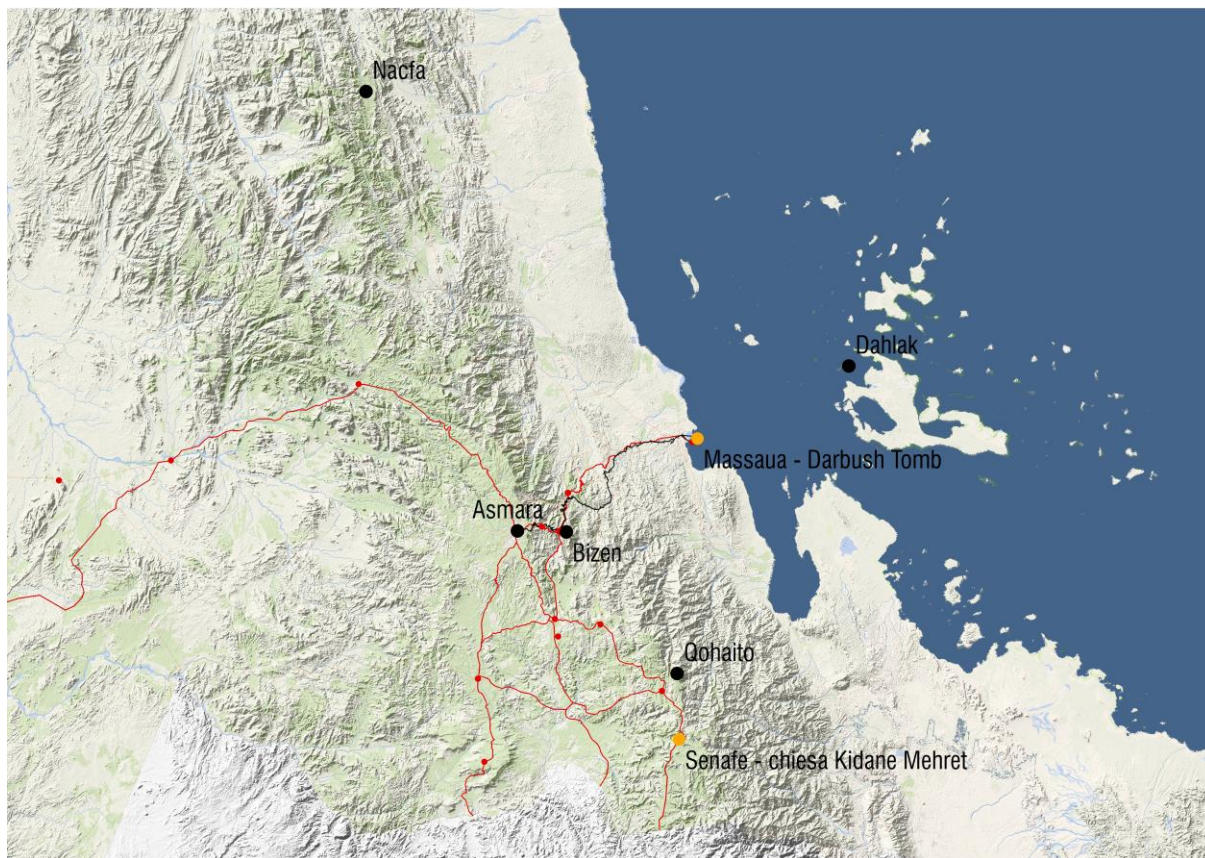 Nacfa
Dahlak
Massaua - Darbush Tomb
Asmara
Bizen
Qohaito
Senafe - chiesa Kidane Mehret